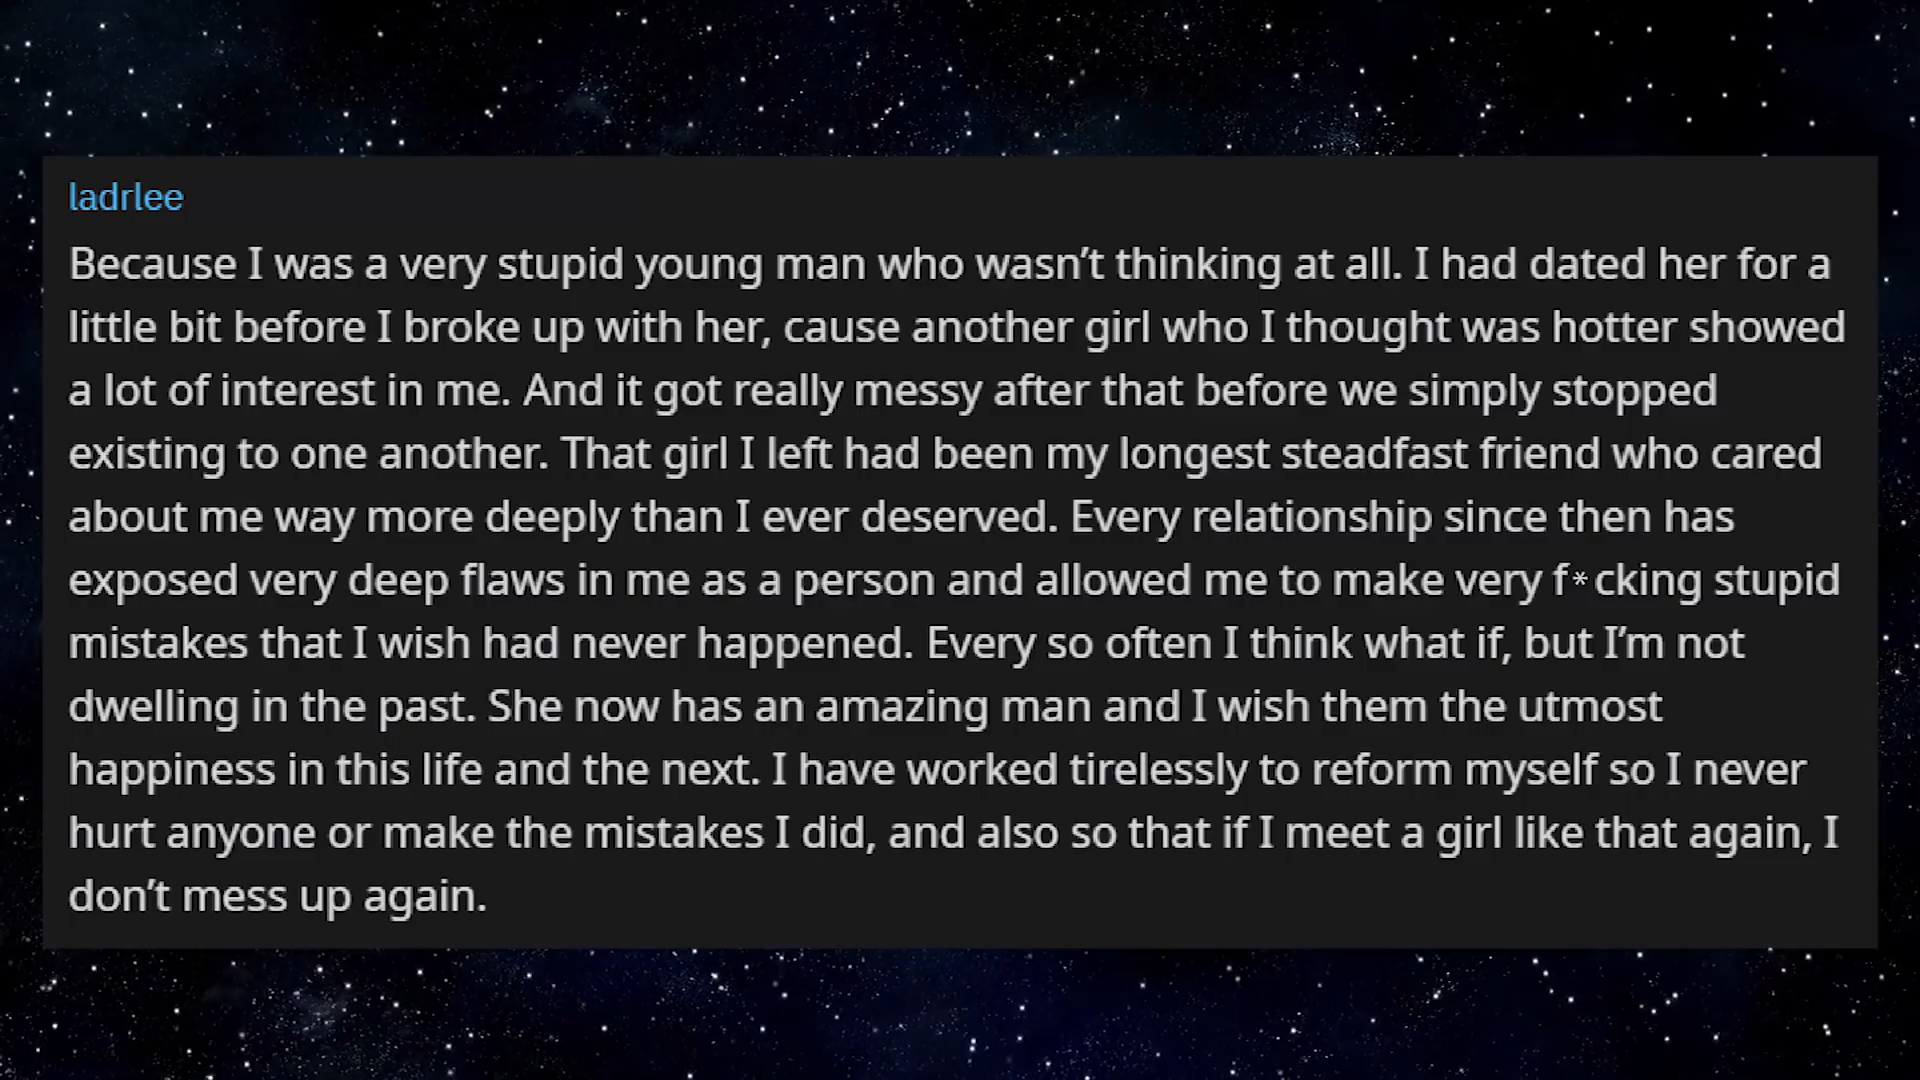 ladrlee
Because I was a very stupid young man who wasn’t thinking at all. I had dated her for a
little bit before I broke up with her, cause another girl who I thought was hotter showed
a lot of interest in me. And it got really messy after that before we simply stopped
existing to one another. That girl I left had been my longest steadfast friend who cared
about me way more deeply than I ever deserved. Every relationship since then has
exposed very deep flaws in me as a person and allowed me to make very f*cking stupid
mistakes that I wish had never happened. Every so often I think what if, but I’m not
dwelling in the past. She now has an amazing man and I wish them the utmost
happiness in this life and the next. I have worked tirelessly to reform myself so I never
hurt anyone or make the mistakes I did, and also so that if I meet a girl like that again, I
don’t mess up again.